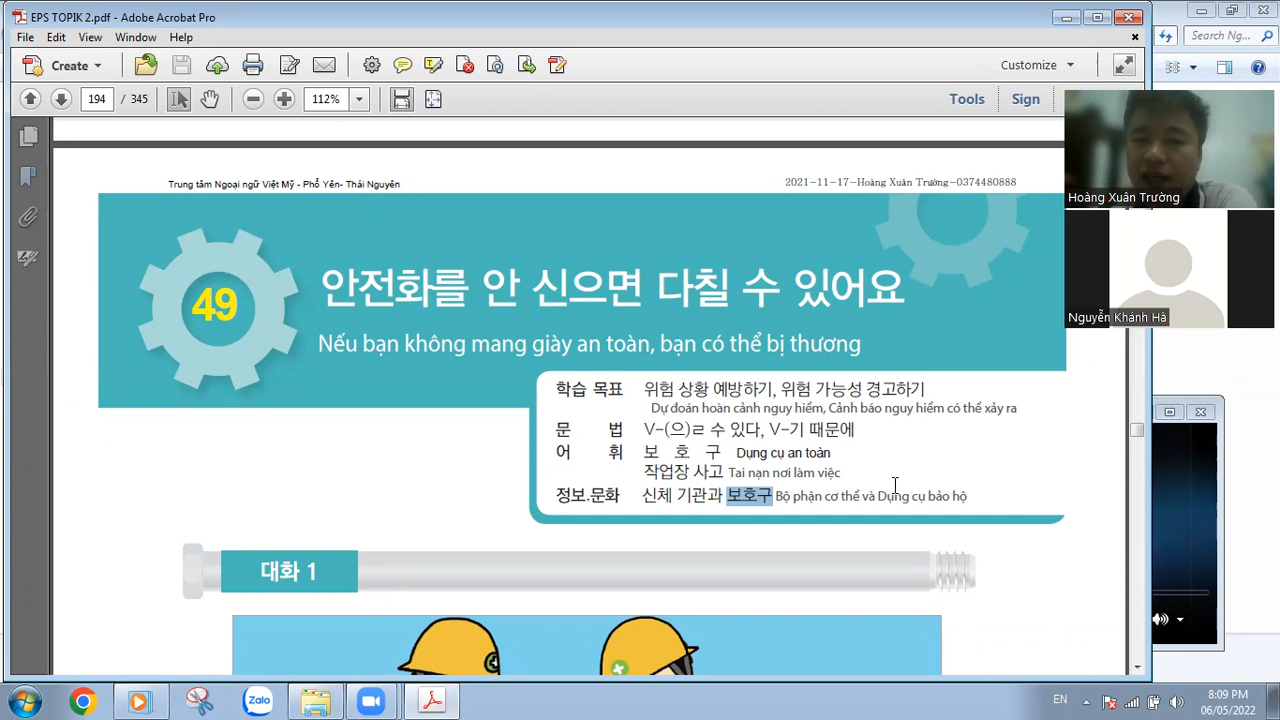 EPS TOPIK 2.pdf - Adobe Acrobat Pro
File Edit View Window Help
Search Ng...
Create
Customize
194 / 345
112%
Tools Sign
Trung tâm Ngoại ngữ Việt Mỹ - Phổ Yên- Thái Nguyên
2021-11-17-Hoàng Xuân Trường-0374480888
Hoàng Xuân Trường
Nguyễn Khánh Hà
49
안전화를 안 신으면 다칠 수 있어요
Nếu bạn không mang giày an toàn, bạn có thể bị thương
학습 목표 위험 상황 예방하기, 위험 가능성 경고하기
Dự đoán hoàn cảnh nguy hiểm, Cảnh báo nguy hiểm có thể xảy ra
문 법 V-(으)ㄹ 수 있다, V-기 때문에
어 휘 보 호 구 Dụng cụ an toàn
작업장 사고 Tai nạn nơi làm việc
정보.문화 신체 기관과 보호구 Bộ phận cơ thể và Dụng cụ bảo hộ
대화 1
Zalo
EN
8:09 PM
06/05/2022